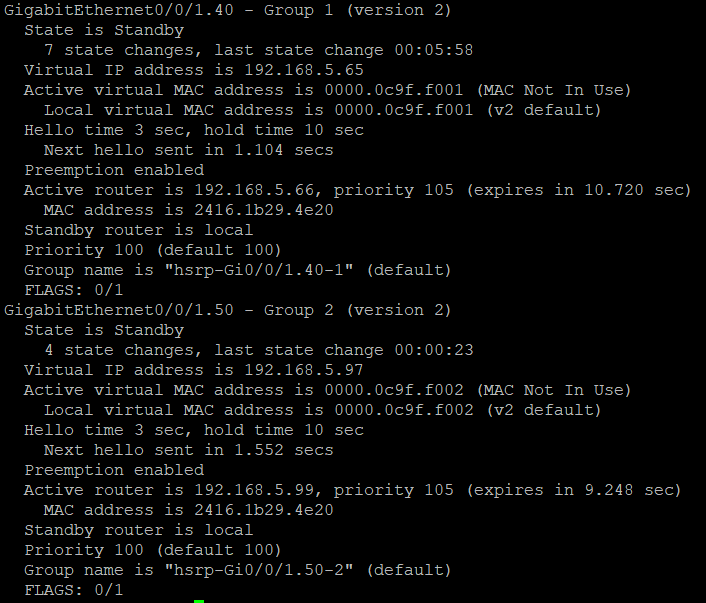 GigabitEthernet0/0/1.40 - Group 1 (version 2)
  State is Standby
    7 state changes, last state change 00:05:58
  Virtual IP address is 192.168.5.65
  Active virtual MAC address is 0000.0c9f.f001 (MAC Not In Use)
    Local virtual MAC address is 0000.0c9f.f001 (v2 default)
  Hello time 3 sec, hold time 10 sec
    Next hello sent in 1.104 secs
  Preemption enabled
  Active router is 192.168.5.66, priority 105 (expires in 10.720 sec)
    MAC address is 2416.1b29.4e20
  Standby router is local
  Priority 100 (default 100)
  Group name is "hsrp-Gi0/0/1.40-1" (default)
  FLAGS: 0/1
GigabitEthernet0/0/1.50 - Group 2 (version 2)
  State is Standby
    4 state changes, last state change 00:00:23
  Virtual IP address is 192.168.5.97
  Active virtual MAC address is 0000.0c9f.f002 (MAC Not In Use)
    Local virtual MAC address is 0000.0c9f.f002 (v2 default)
  Hello time 3 sec, hold time 10 sec
    Next hello sent in 1.552 secs
  Preemption enabled
  Active router is 192.168.5.99, priority 105 (expires in 9.248 sec)
    MAC address is 2416.1b29.4e20
  Standby router is local
  Priority 100 (default 100)
  Group name is "hsrp-Gi0/0/1.50-2" (default)
  FLAGS: 0/1